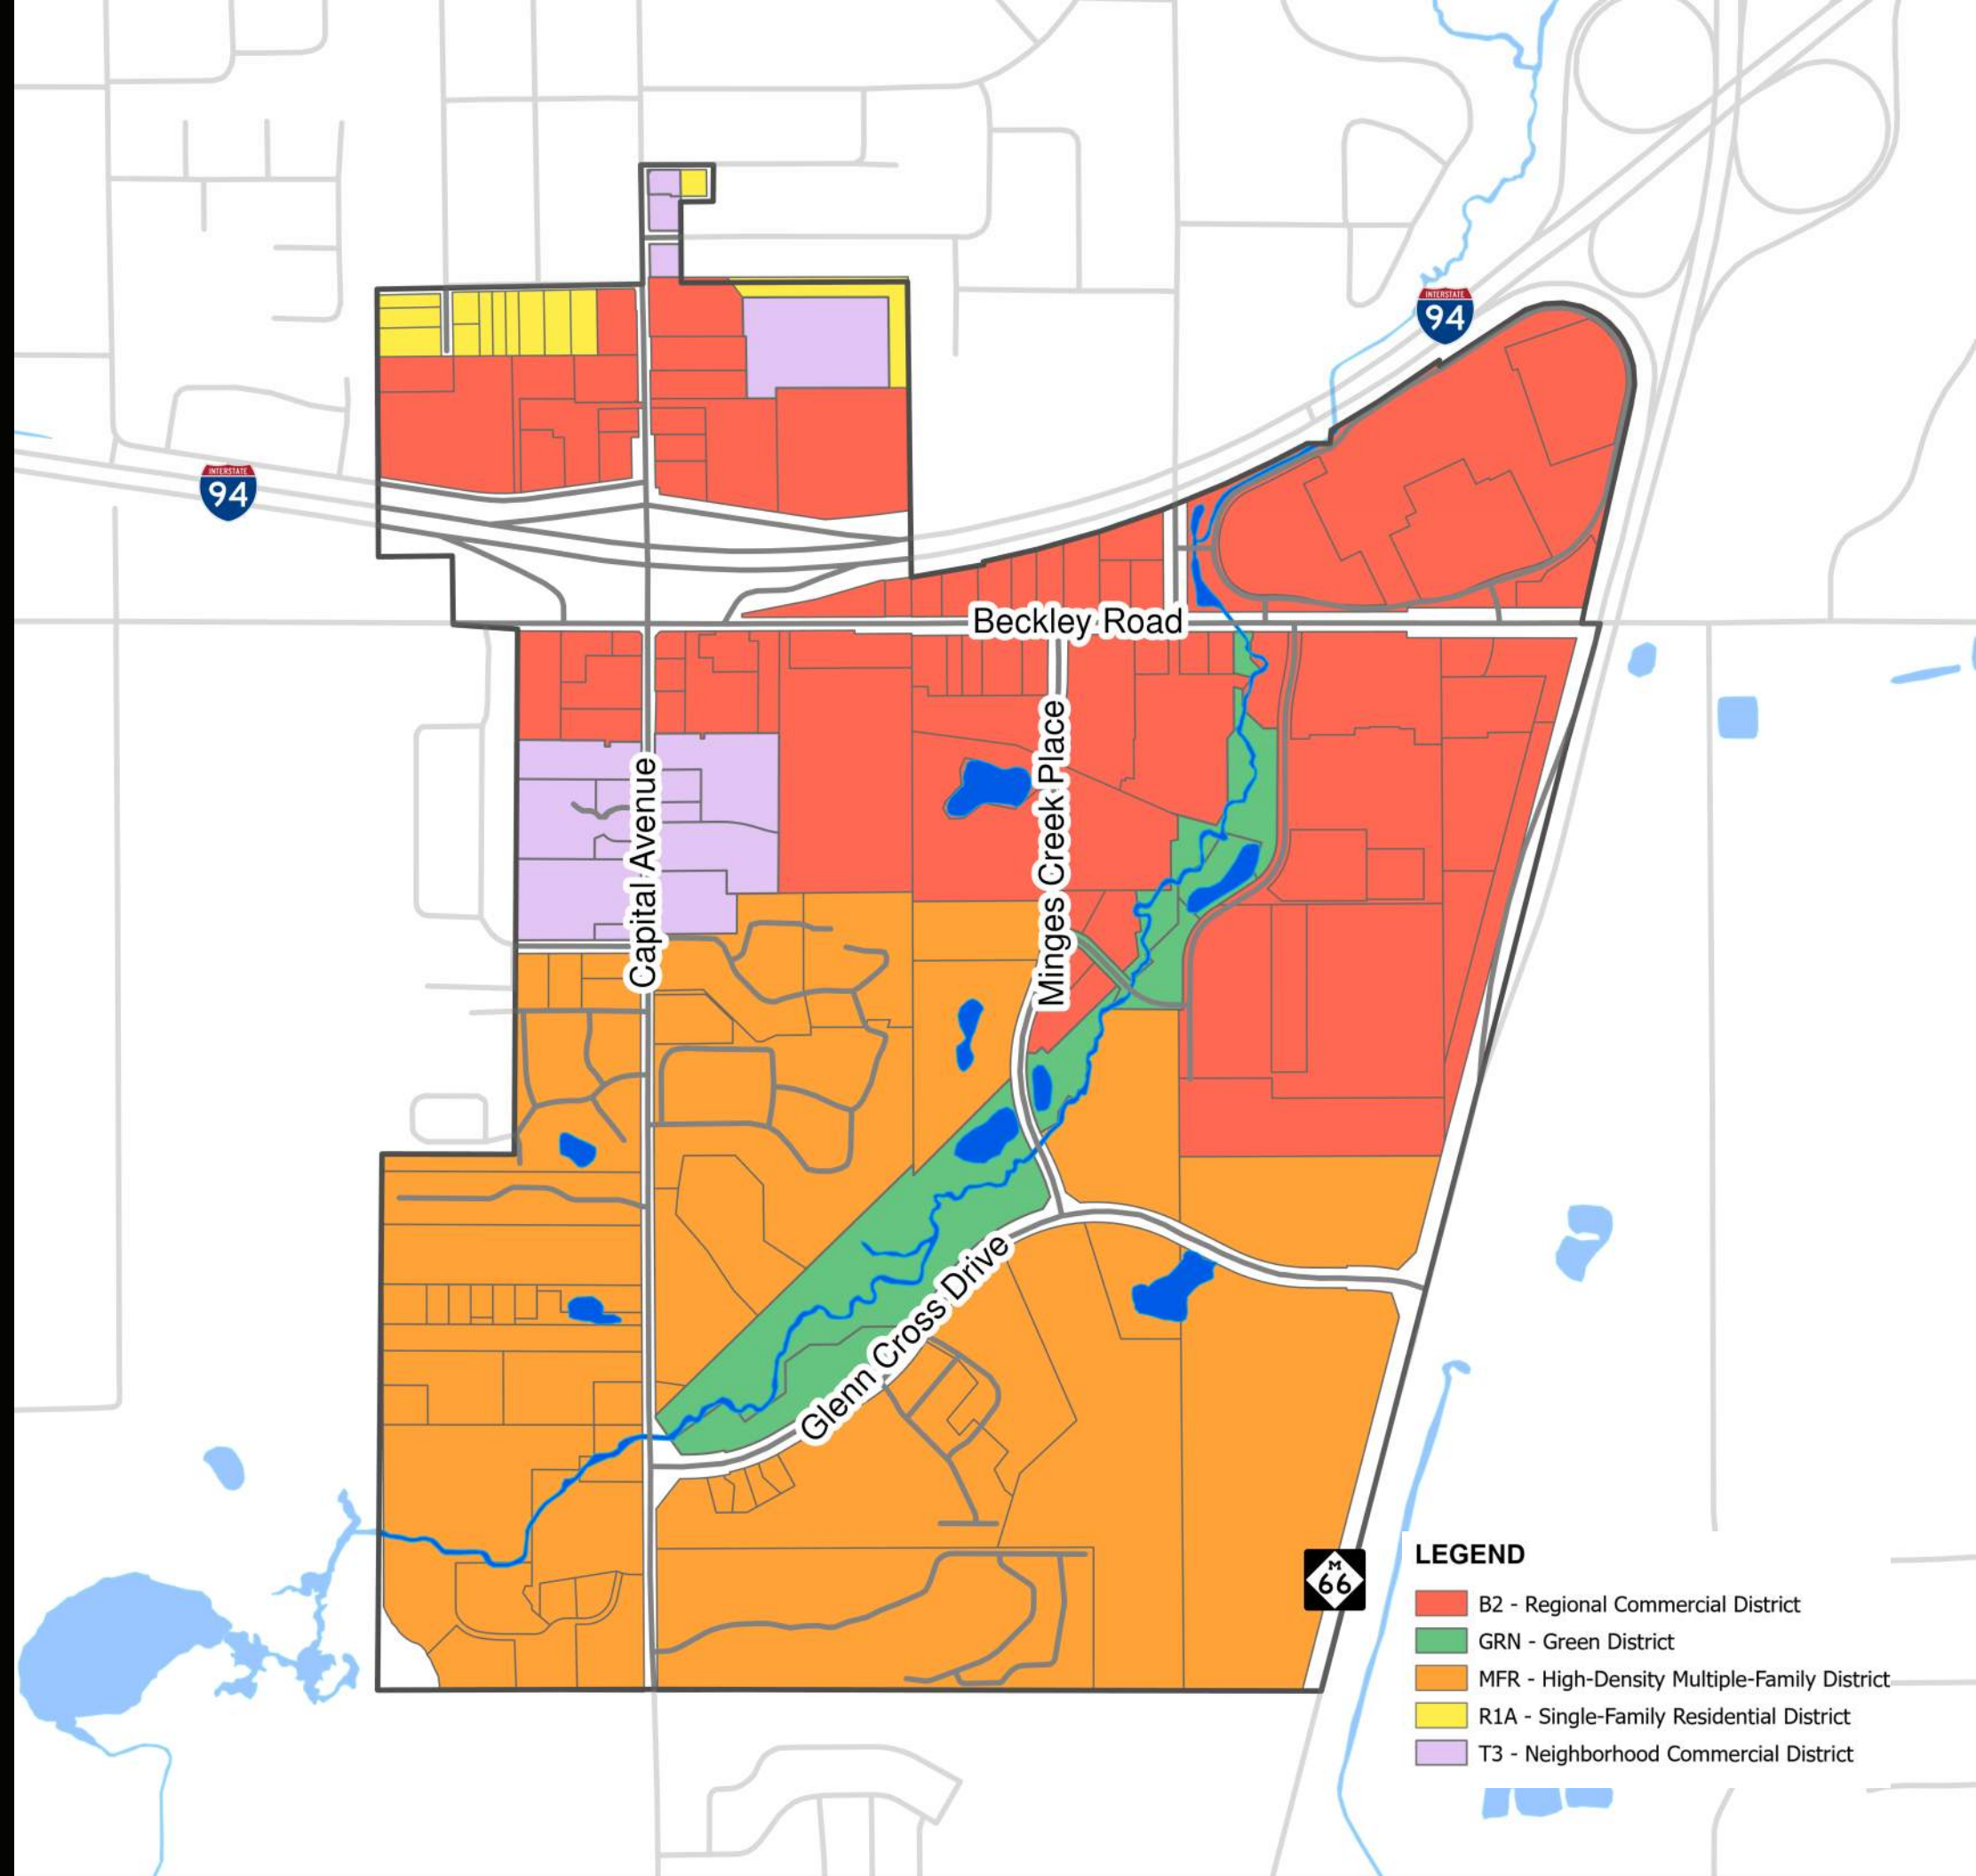 INTERSTATE
94
INTERSTATE
94
Beckley Road
Minges Creek Place
Capital Avenue
Glenn Cross Drive
M
66
LEGEND
B2 - Regional Commercial District
GRN - Green District
MFR - High-Density Multiple-Family District
R1A - Single-Family Residential District
T3 - Neighborhood Commercial District